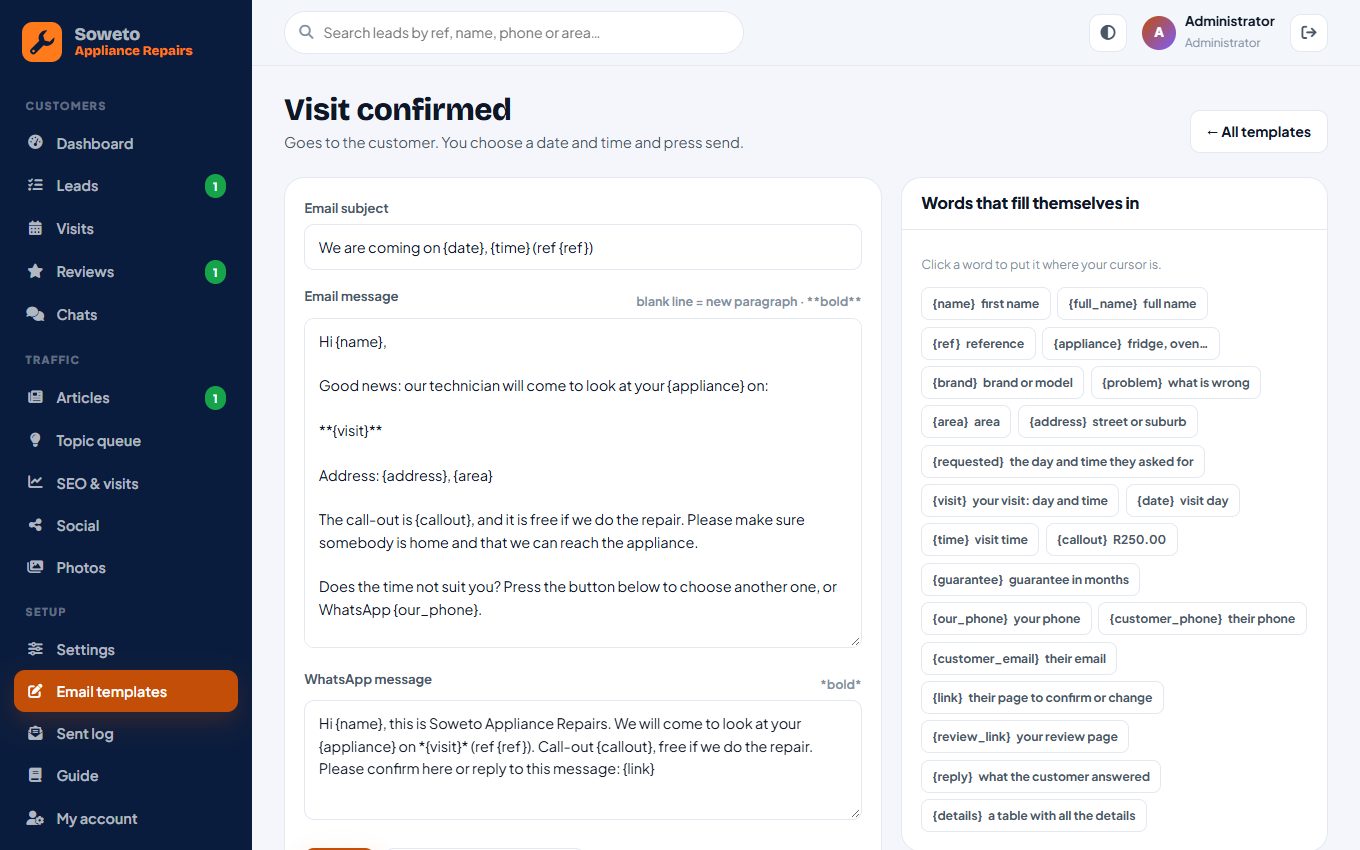 Soweto
Appliance Repairs
CUSTOMERS
Dashboard
Leads 1
Visits
Reviews 1
Chats
TRAFFIC
Articles 1
Topic queue
SEO & visits
Social
Photos
SETUP
Settings
Email templates
Sent log
Guide
My account
Search leads by ref, name, phone or area…
A
Administrator
Administrator
Visit confirmed
Goes to the customer. You choose a date and time and press send.
← All templates
Email subject
We are coming on {date}, {time} (ref {ref})
Email message
blank line = new paragraph · **bold**
Hi {name},
Good news: our technician will come to look at your {appliance} on:
**{visit}**
Address: {address}, {area}
The call-out is {callout}, and it is free if we do the repair. Please make sure
somebody is home and that we can reach the appliance.
Does the time not suit you? Press the button below to choose another one, or
WhatsApp {our_phone}.
WhatsApp message
*bold*
Hi {name}, this is Soweto Appliance Repairs. We will come to look at your
{appliance} on *{visit}* (ref {ref}). Call-out {callout}, free if we do the repair.
Please confirm here or reply to this message: {link}
Words that fill themselves in
Click a word to put it where your cursor is.
{name} first name {full_name} full name
{ref} reference {appliance} fridge, oven…
{brand} brand or model {problem} what is wrong
{area} area {address} street or suburb
{requested} the day and time they asked for
{visit} your visit: day and time {date} visit day
{time} visit time {callout} R250.00
{guarantee} guarantee in months
{our_phone} your phone {customer_phone} their phone
{customer_email} their email
{link} their page to confirm or change
{review_link} your review page
{reply} what the customer answered
{details} a table with all the details